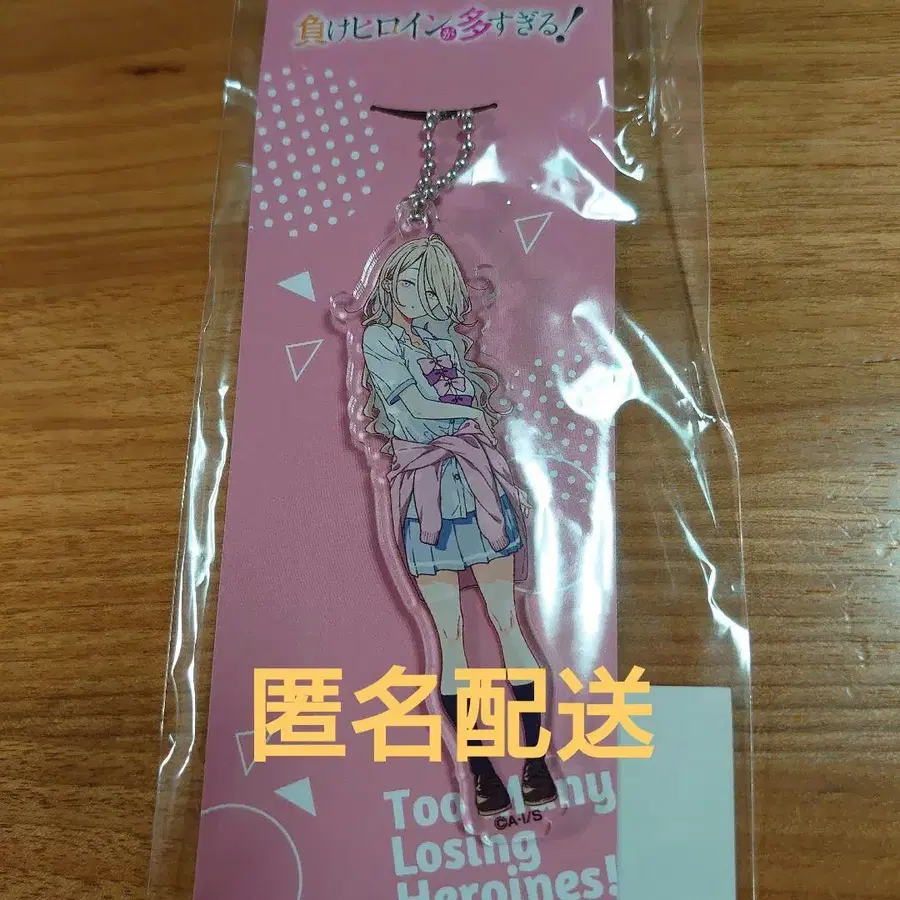 負けヒロインが多すぎる!
匿名配送
Too Many
Losing
Heroines!
©A・I/S